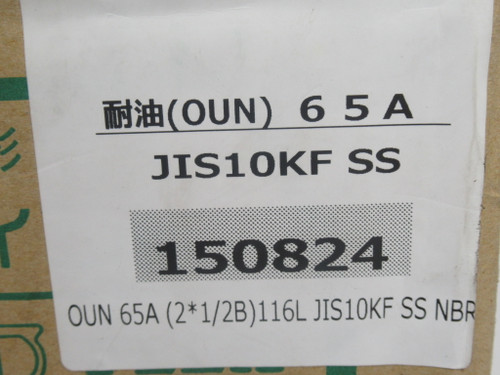 耐油(OUN) 65A
JIS10KF SS
150824
OUN 65A (2*1/2B)116L JIS10KF SS NBR